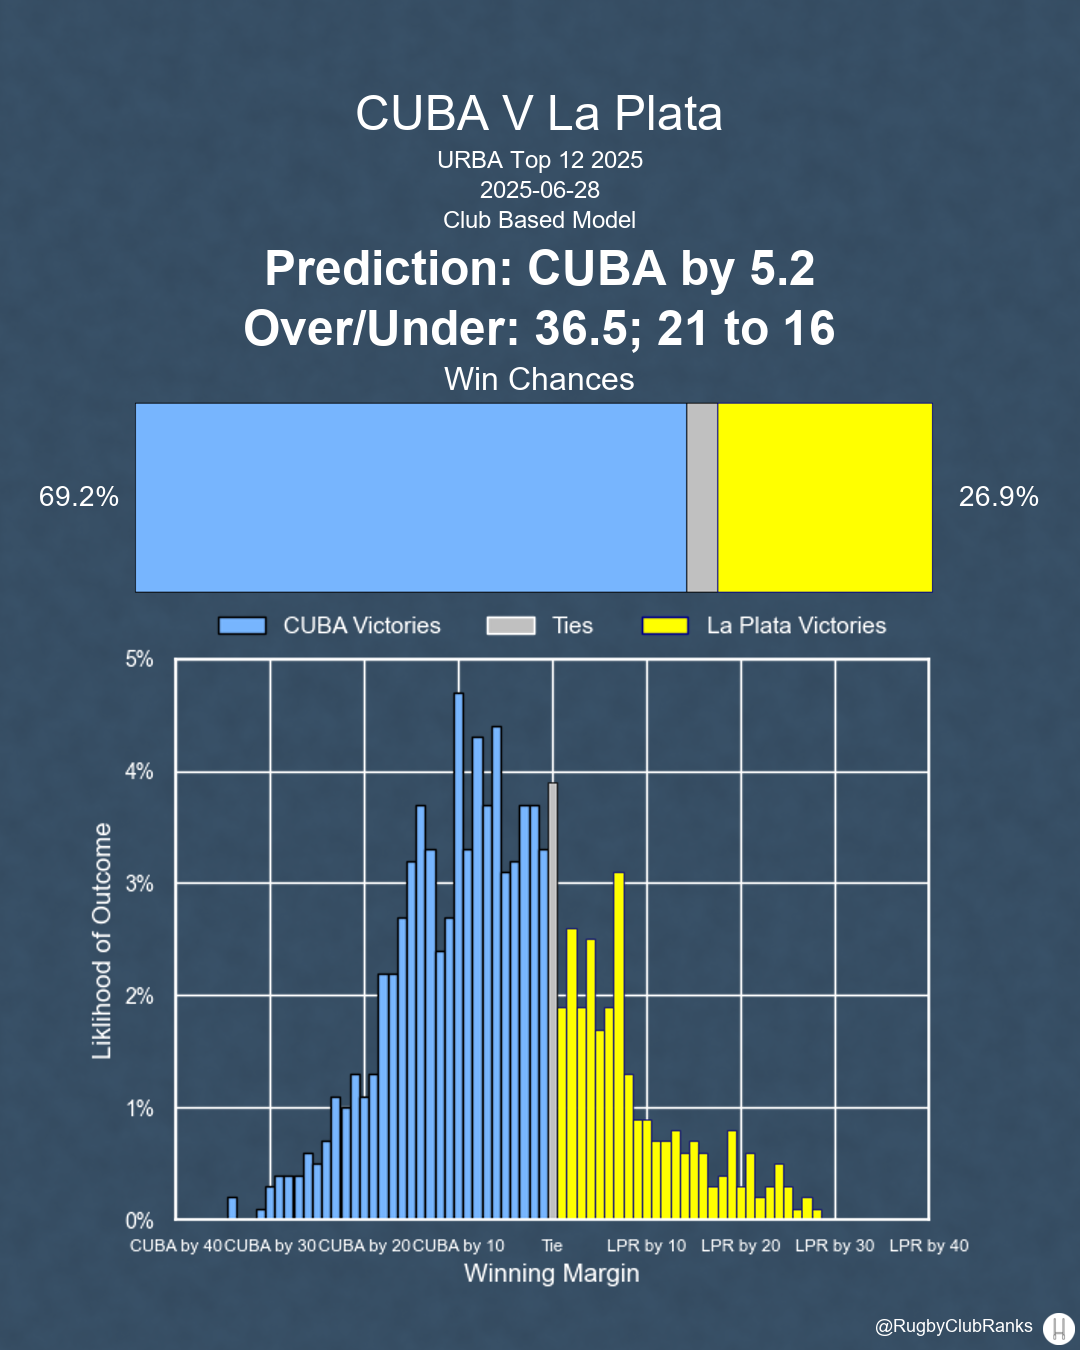 CUBA V La Plata
URBA Top 12 2025
2025-06-28
Club Based Model
Prediction: CUBA by 5.2
Over/Under: 36.5; 21 to 16
Win Chances
69.2%
26.9%
CUBA Victories
Ties
La Plata Victories
5%
4%
3%
2%
1%
0%
Liklihood of Outcome
CUBA by 40 CUBA by 30 CUBA by 20 CUBA by 10 Tie LPR by 10 LPR by 20 LPR by 30 LPR by 40
Winning Margin
@RugbyClubRanks